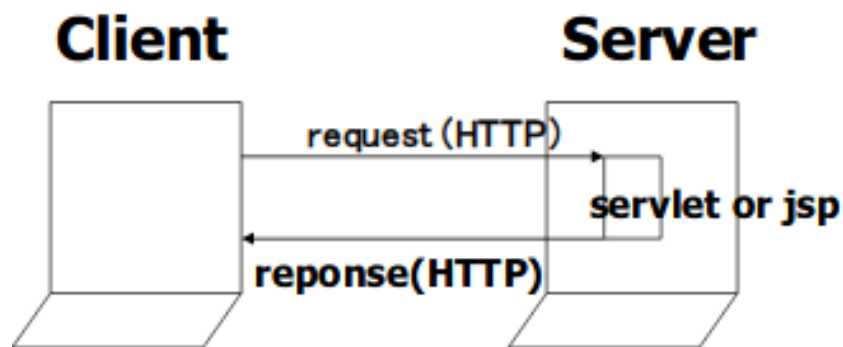 Client
Server
request(HTTP)
servlet or jsp
reponse(HTTP)